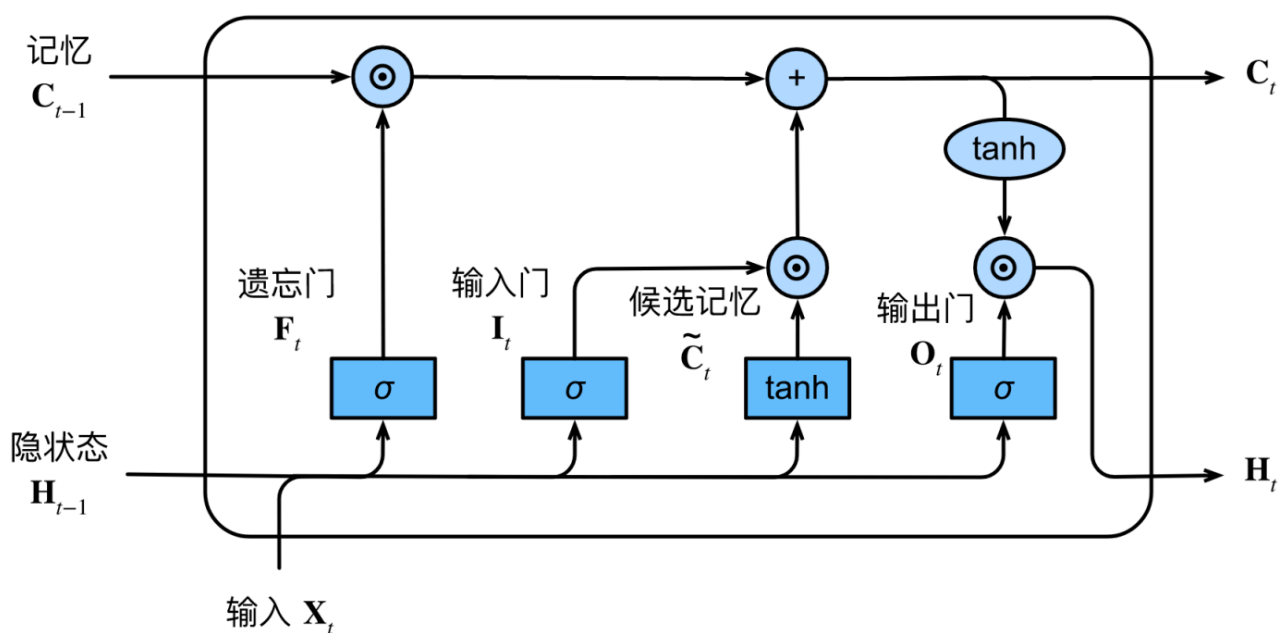 记忆
C_{t-1}
+
C_t
tanh
遗忘门
F_t
输入门
I_t
候选记忆
C̃_t
输出门
O_t
σ
σ
tanh
σ
隐状态
H_{t-1}
H_t
输入 X_t